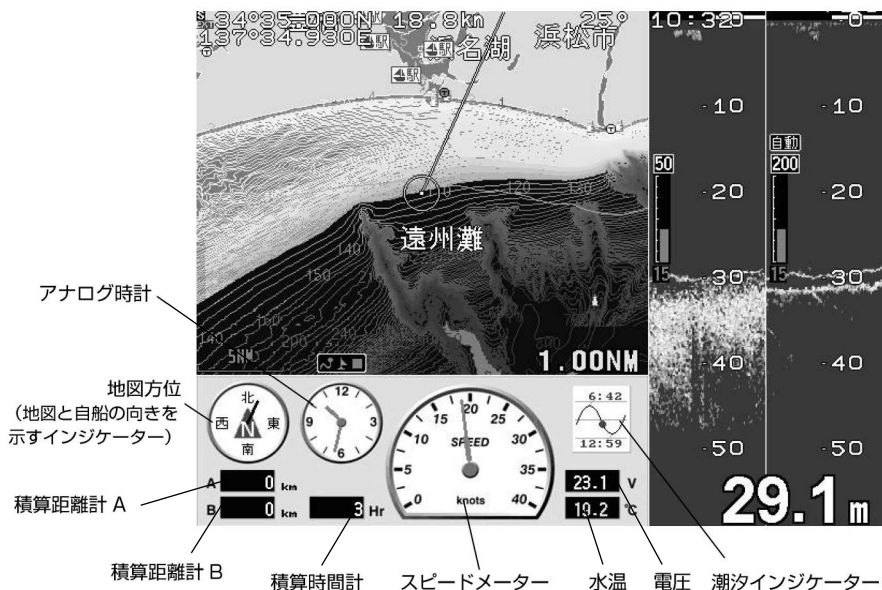 34°35.000N 18.8km 25°
137°34.930E
駅
駅
駅
浜名湖 浜松市
110 120 130
遠州灘
140
150
160
140
200
5NM
1.00NM
10:32
-0
-10
-20
-30
-40
-50
50
15
自動
200
15
-10
-20
-30
-40
-50
29.1m
アナログ時計
地図方位
(地図と自船の向きを
示すインジケーター)
北
西 N 東
南
12
9 3
6
0 5 10 15 20 25 30 35 40
SPEED
knots
6:42
12:59
A 0 km
B 0 km
3 Hr
23.1 V
19.2 ℃
積算距離計 A
積算距離計 B
積算時間計
スピードメーター
水温
電圧
潮汐インジケーター